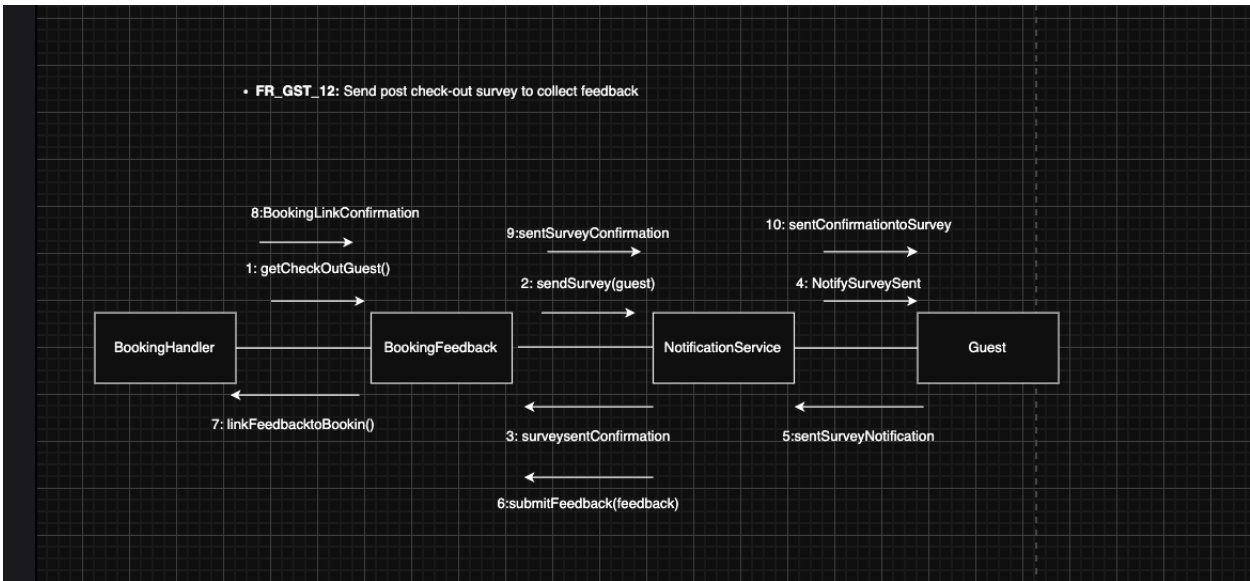 • FR_GST_12: Send post check-out survey to collect feedback
8:BookingLinkConfirmation
9:sentSurveyConfirmation
10: sentConfirmationtoSurvey
1: getCheckOutGuest()
2: sendSurvey(guest)
4: NotifySurveySent
BookingHandler
BookingFeedback
NotificationService
Guest
7: linkFeedbacktoBookin()
3: surveysentConfirmation
5:sentSurveyNotification
6:submitFeedback(feedback)